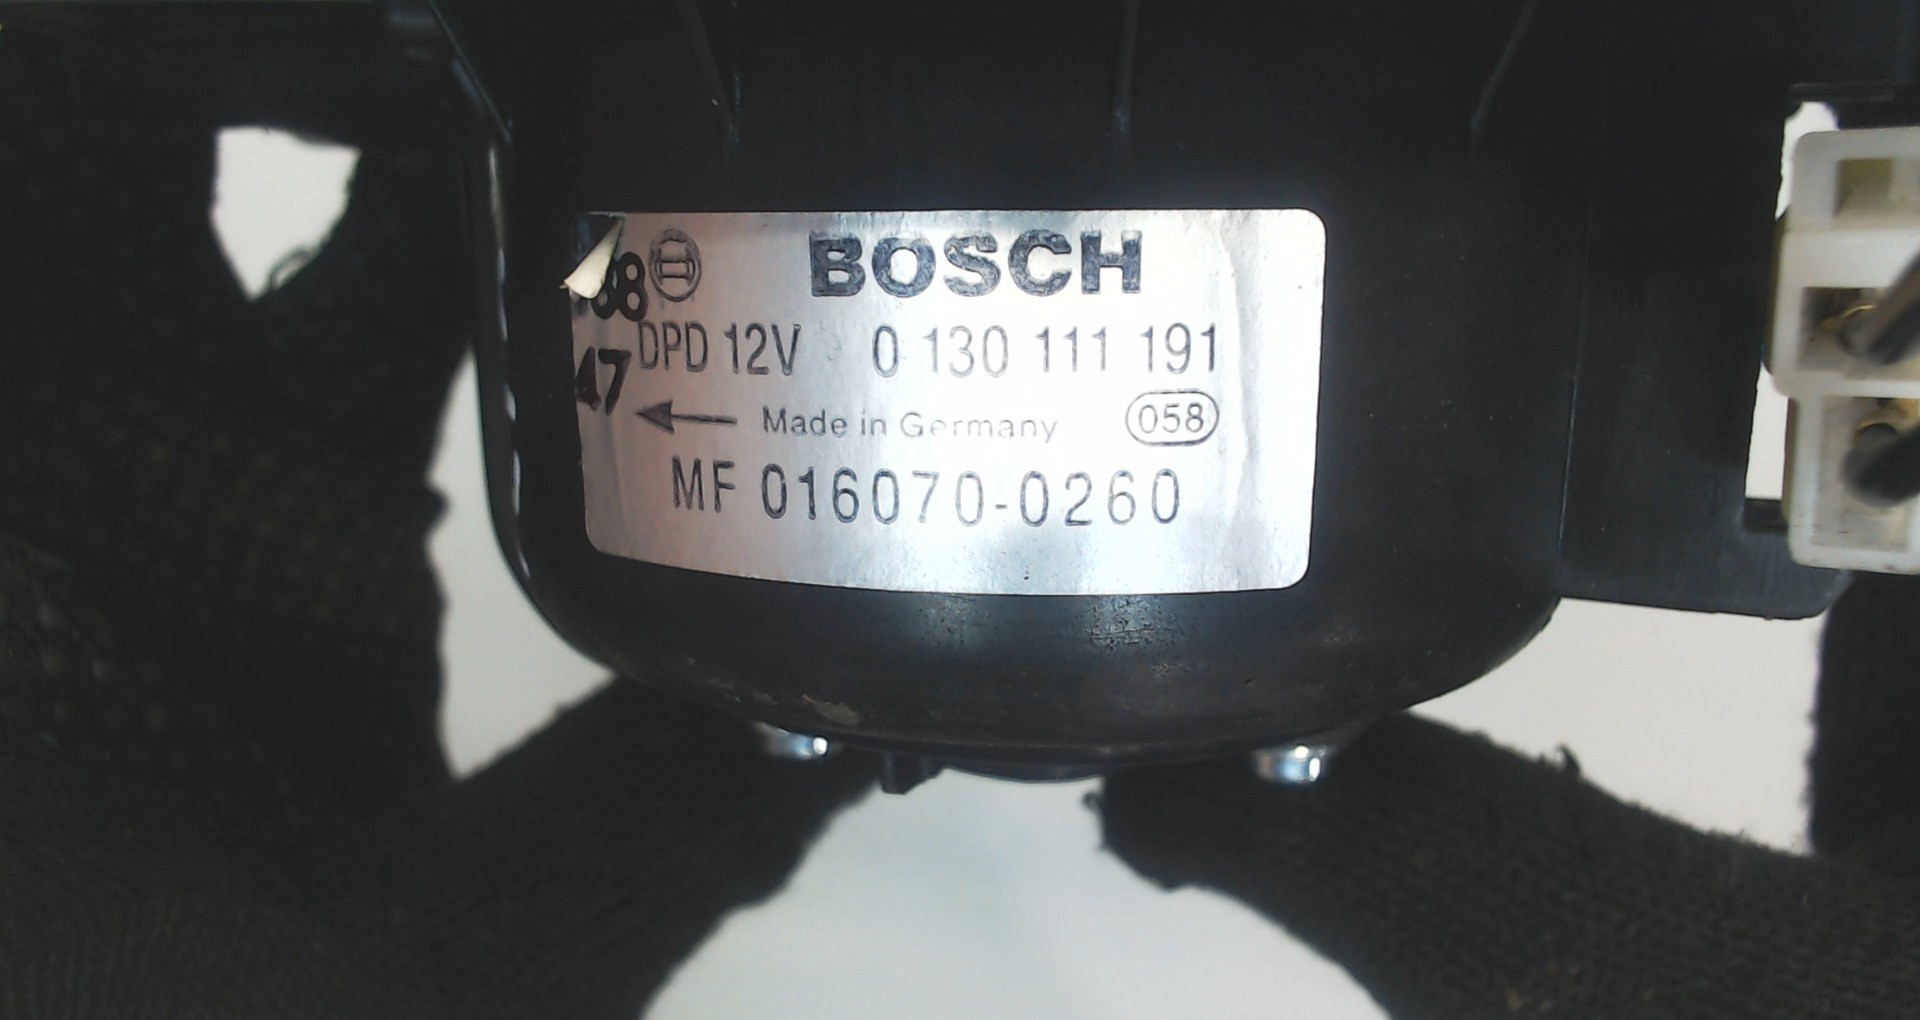 BOSCH
DPD 12V 0 130 111 191
47
Made in Germany 058
MF 016070-0260